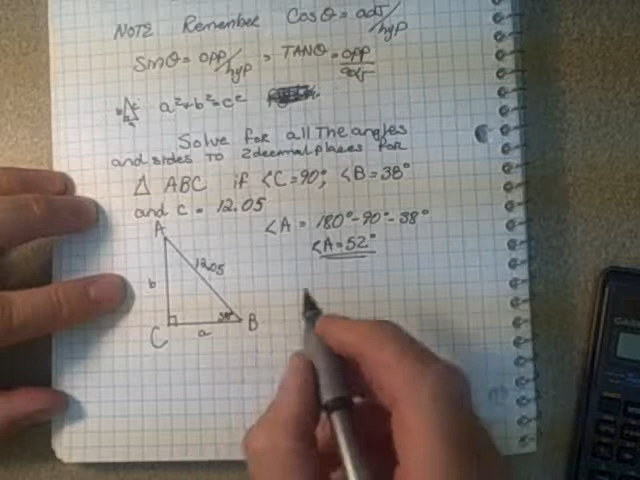 NOTE Remember Cosθ = adj/hyp
Sinθ = opp/hyp , TANθ = opp/adj
a²+b²=c²
Solve for all The angles
and sides to 2 decimal places for
Δ ABC if <C=90°, <B=38°
and c = 12.05
<A = 180°-90°-38°
<A=52°
A
12.05
b
38°
B
C
a